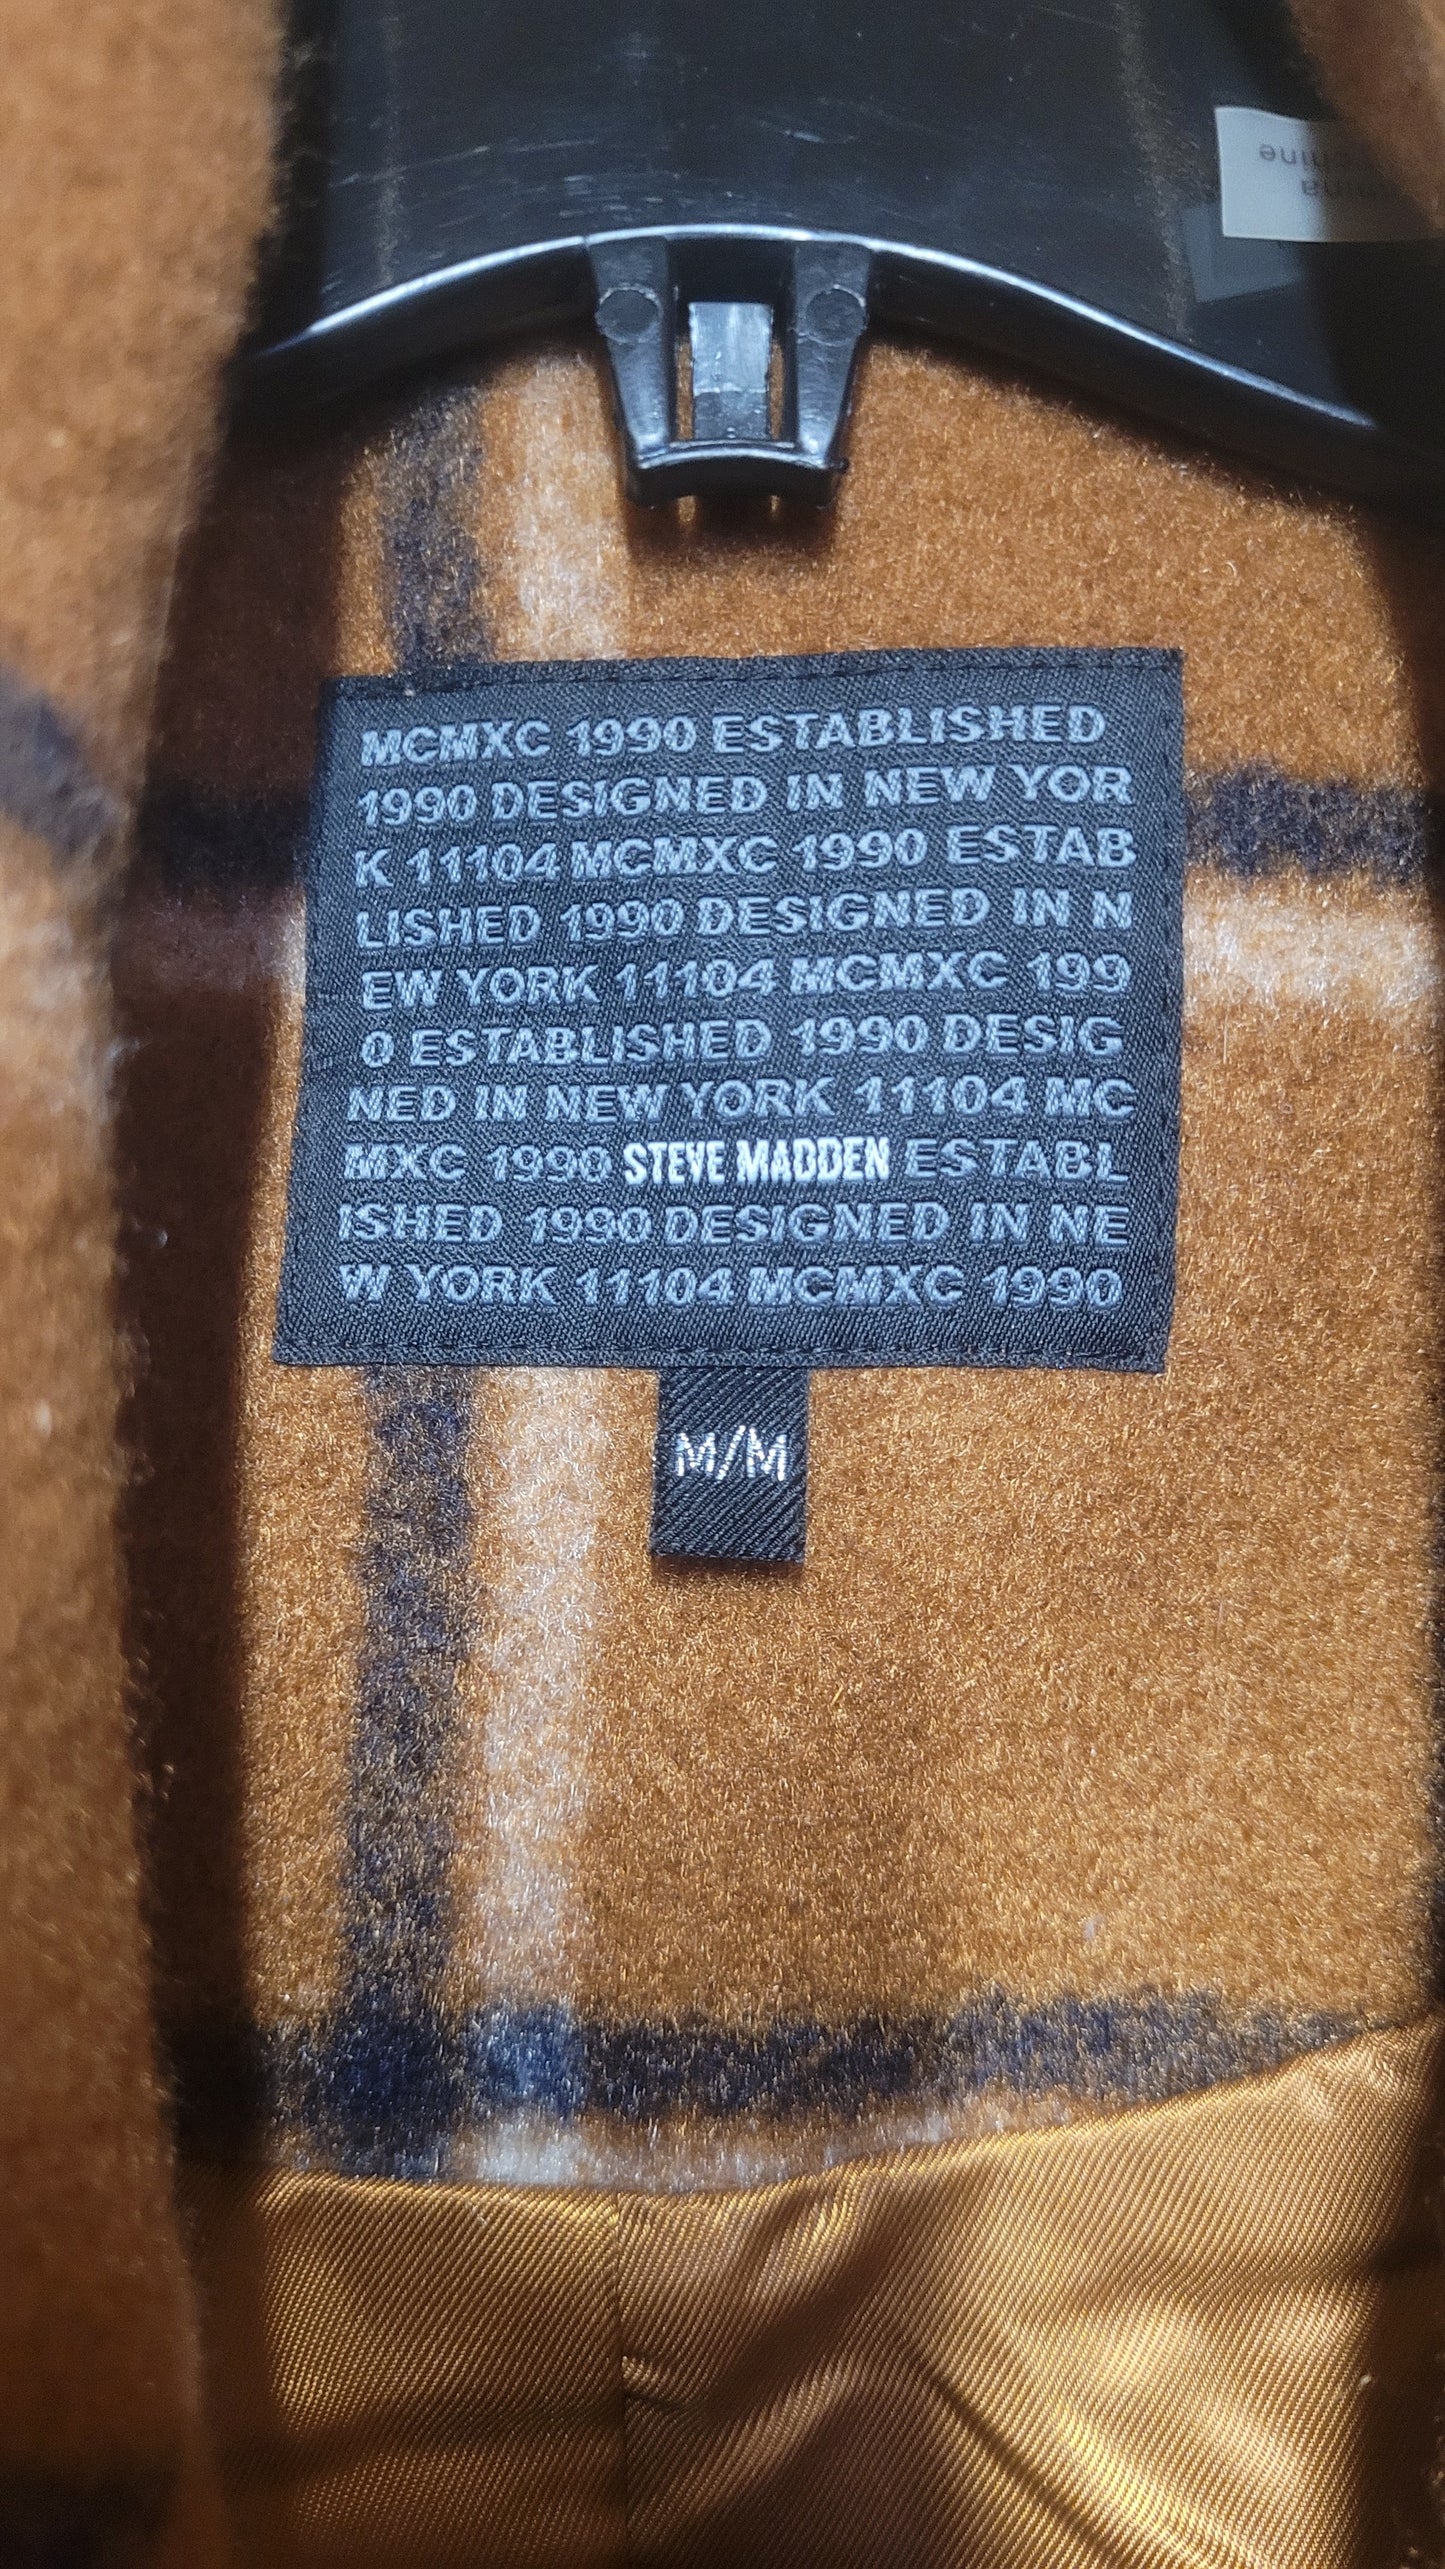 MCMXC 1990 ESTABLISHED
1990 DESIGNED IN NEW YOR
K 11104 MCMXC 1990 ESTAB
LISHED 1990 DESIGNED IN N
EW YORK 11104 MCMXC 199
0 ESTABLISHED 1990 DESIG
NED IN NEW YORK 11104 MC
MXC 1990 STEVE MADDEN ESTABL
ISHED 1990 DESIGNED IN NE
W YORK 11104 MCMXC 1990
M/M